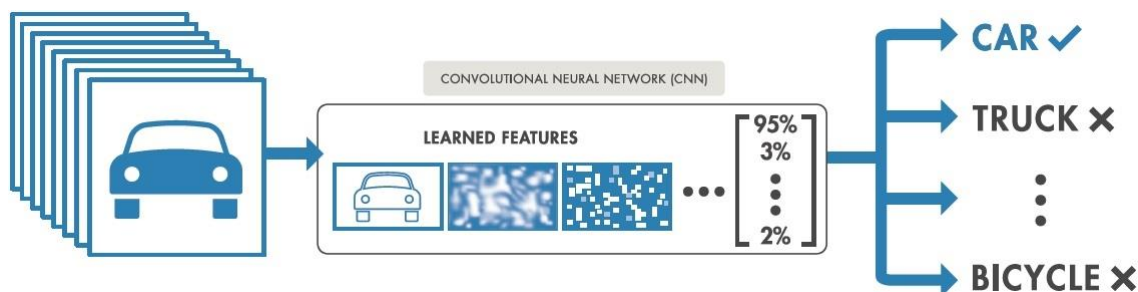 CONVOLUTIONAL NEURAL NETWORK (CNN)
LEARNED FEATURES
95%
3%
2%
CAR
TRUCK
BICYCLE